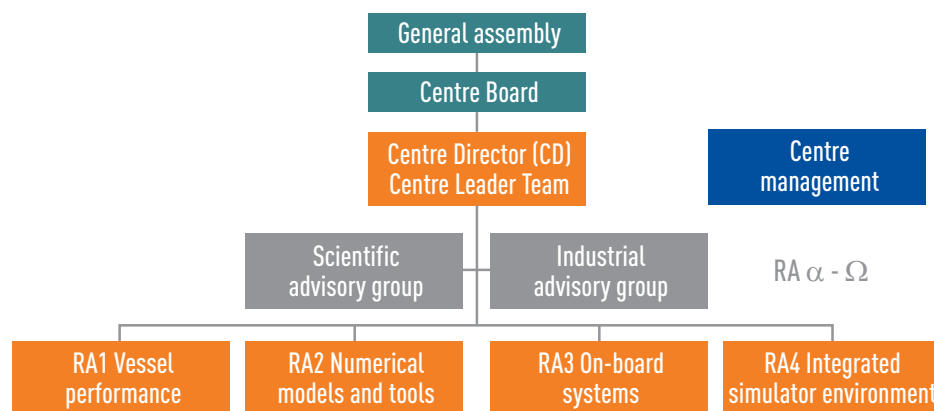 General assembly
Centre Board
Centre Director (CD)
Centre Leader Team
Centre
management
Scientific
advisory group
Industrial
advisory group
RA α - Ω
RA1 Vessel
performance
RA2 Numerical
models and tools
RA3 On-board
systems
RA4 Integrated
simulator environment